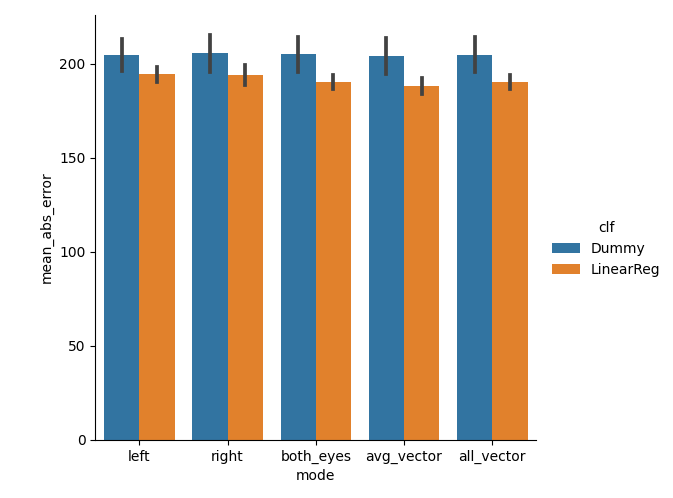 200
150
100
50
0
mean_abs_error
left right both_eyes avg_vector all_vector
mode
clf
Dummy
LinearReg